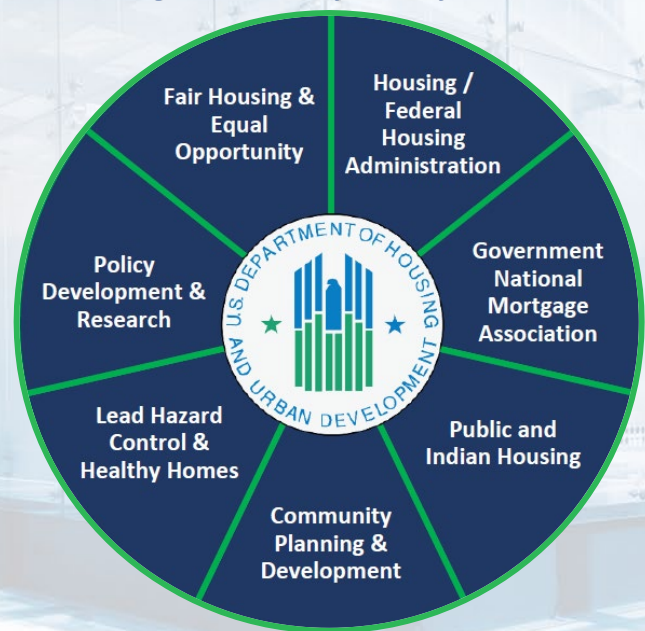 Housing /
Federal
Housing
Administration
Government
National
Mortgage
Association
Public and
Indian Housing
Community
Planning &
Development
Lead Hazard
Control &
Healthy Homes
Policy
Development &
Research
Fair Housing &
Equal
Opportunity
U.S. DEPARTMENT OF HOUSING
AND URBAN DEVELOPMENT